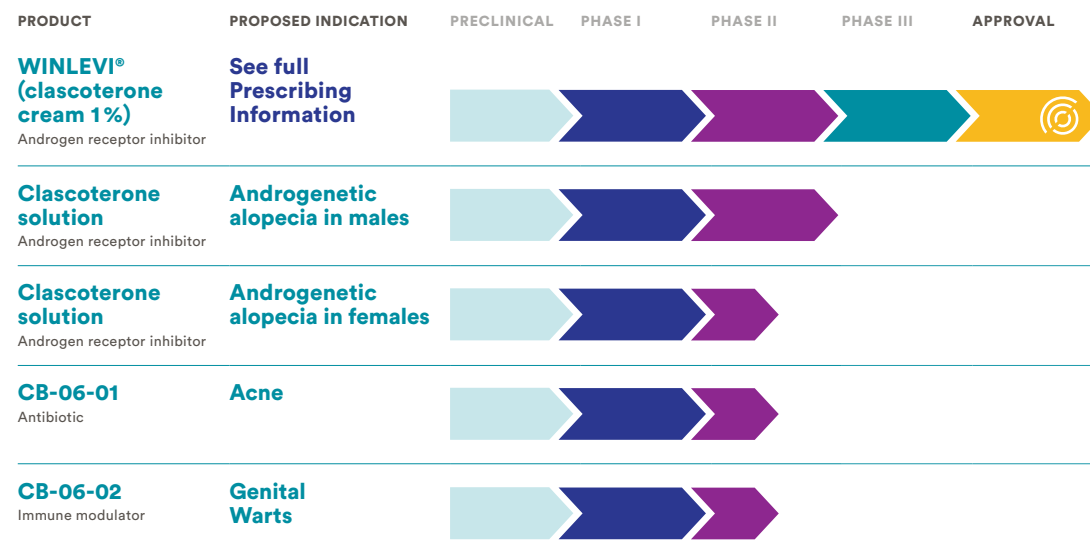 PRODUCT PROPOSED INDICATION PRECLINICAL PHASE I PHASE II PHASE III APPROVAL
WINLEVI®
(clascoterone
cream 1%)
Androgen receptor inhibitor
See full
Prescribing
Information
Clascoterone
solution
Androgen receptor inhibitor
Androgenetic
alopecia in males
Clascoterone
solution
Androgen receptor inhibitor
Androgenetic
alopecia in females
CB-06-01
Antibiotic
Acne
CB-06-02
Immune modulator
Genital
Warts